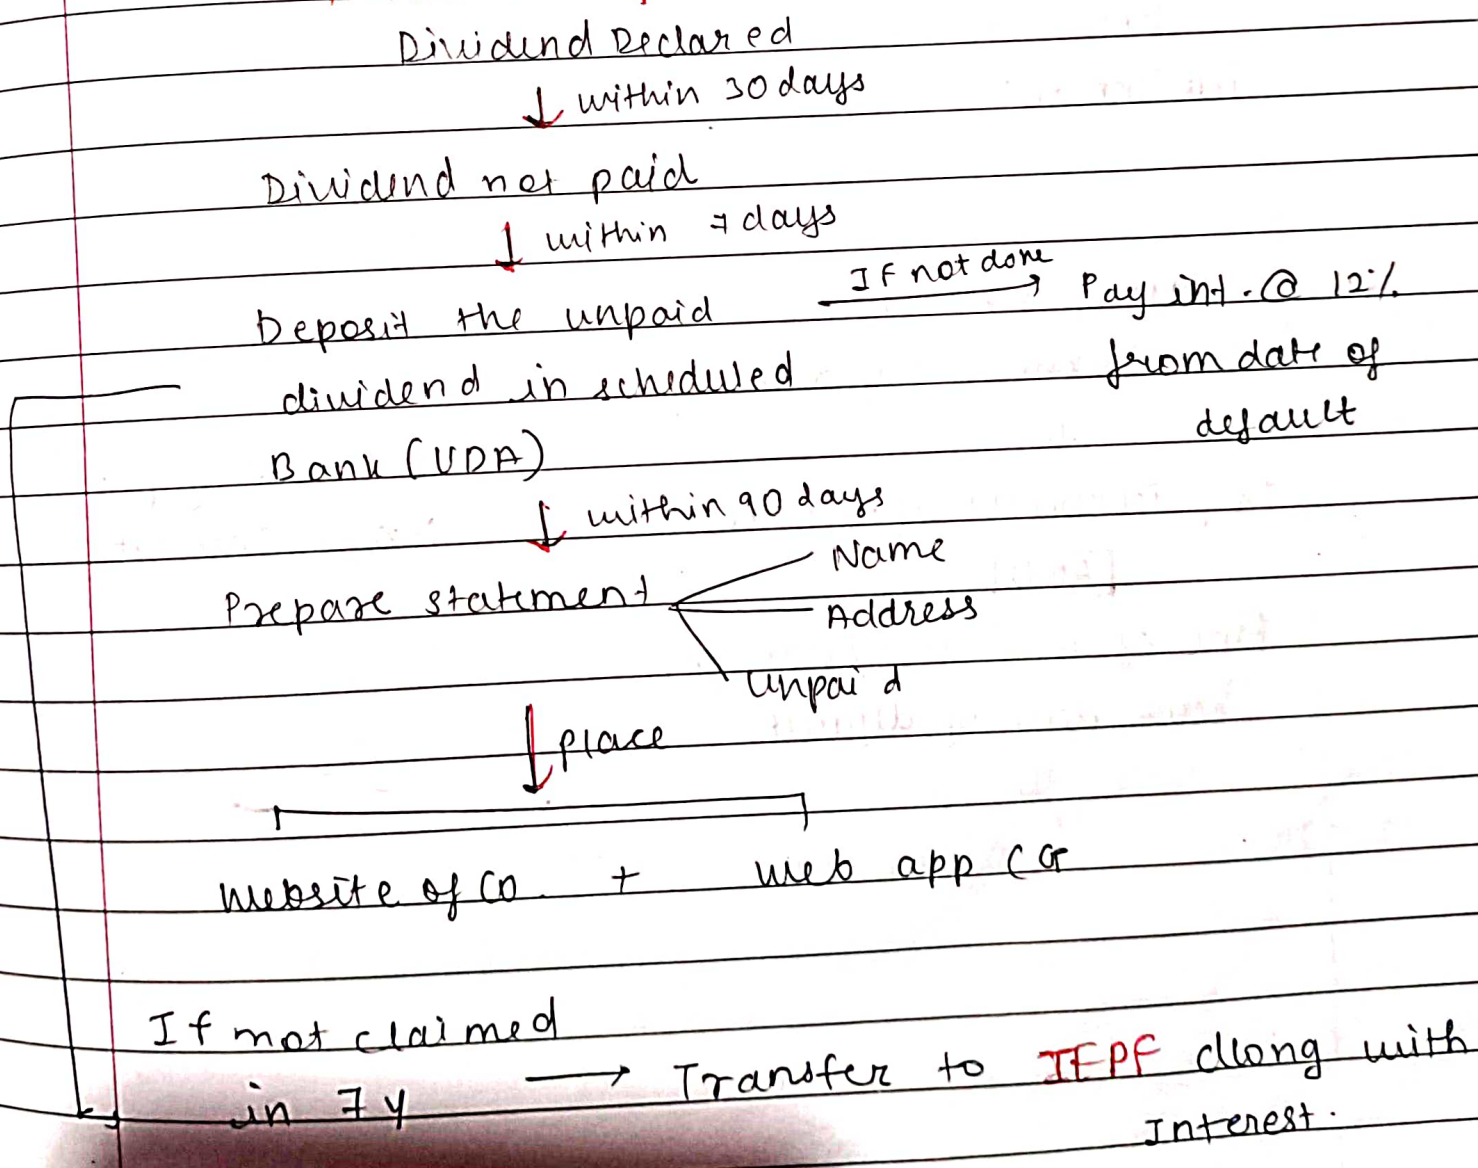 Dividend Declared
within 30 days
Dividend not paid
within 7 days
If not done
Deposit the unpaid
Pay int. @ 12%
dividend in scheduled
from date of
Bank (UDA)
default
within 90 days
Name
Prepare statement
Address
Unpaid
place
website of co. + web app CG
If not claimed
in 7y
Transfer to IEPF along with
Interest.